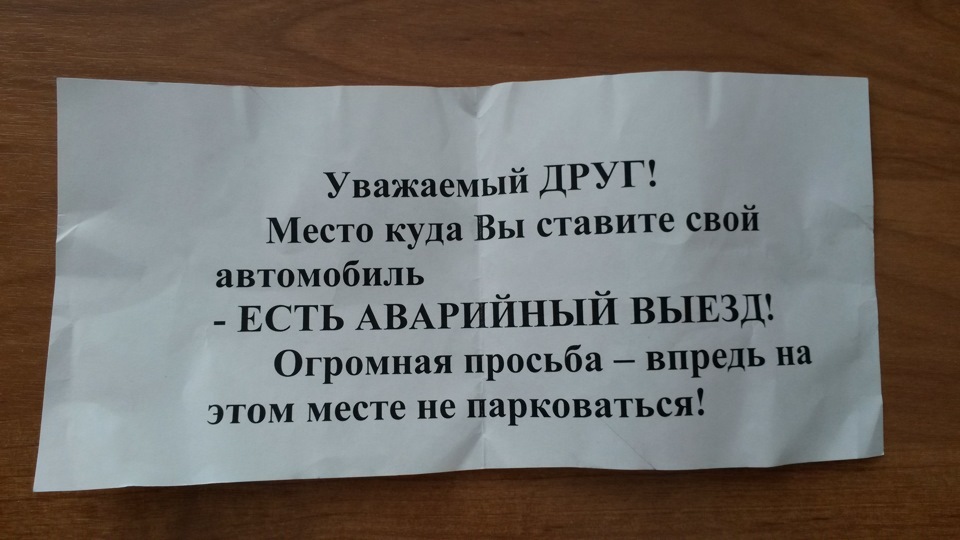 Уважаемый ДРУГ!
Место куда Вы ставите свой
автомобиль
- ЕСТЬ АВАРИЙНЫЙ ВЫЕЗД!
Огромная просьба – впредь на
этом месте не парковаться!